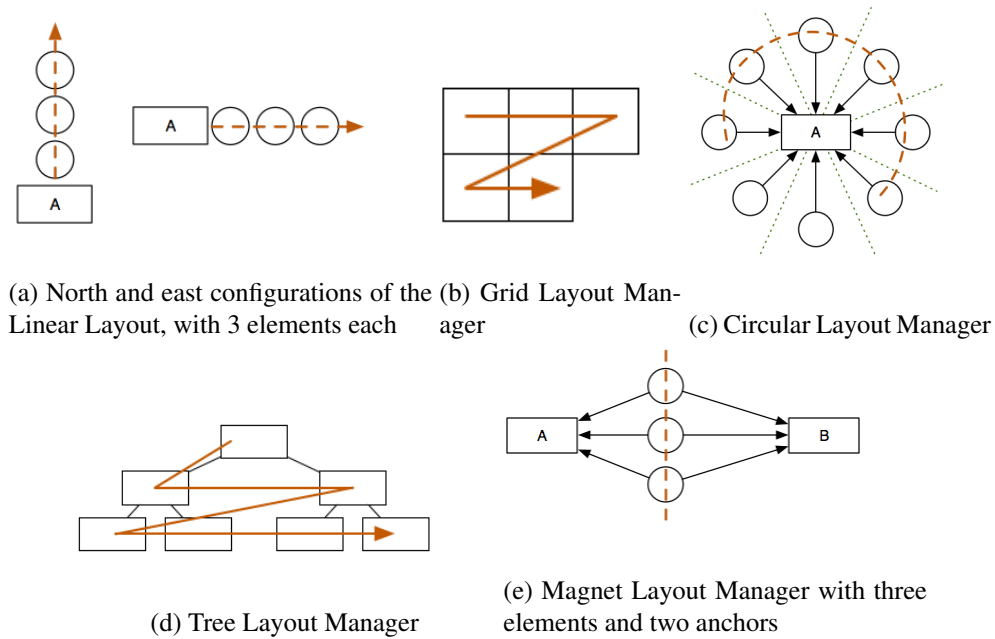 A
A
A
(a) North and east configurations of the
Linear Layout, with 3 elements each
(b) Grid Layout Man-
ager
(c) Circular Layout Manager
A
B
(d) Tree Layout Manager
(e) Magnet Layout Manager with three
elements and two anchors